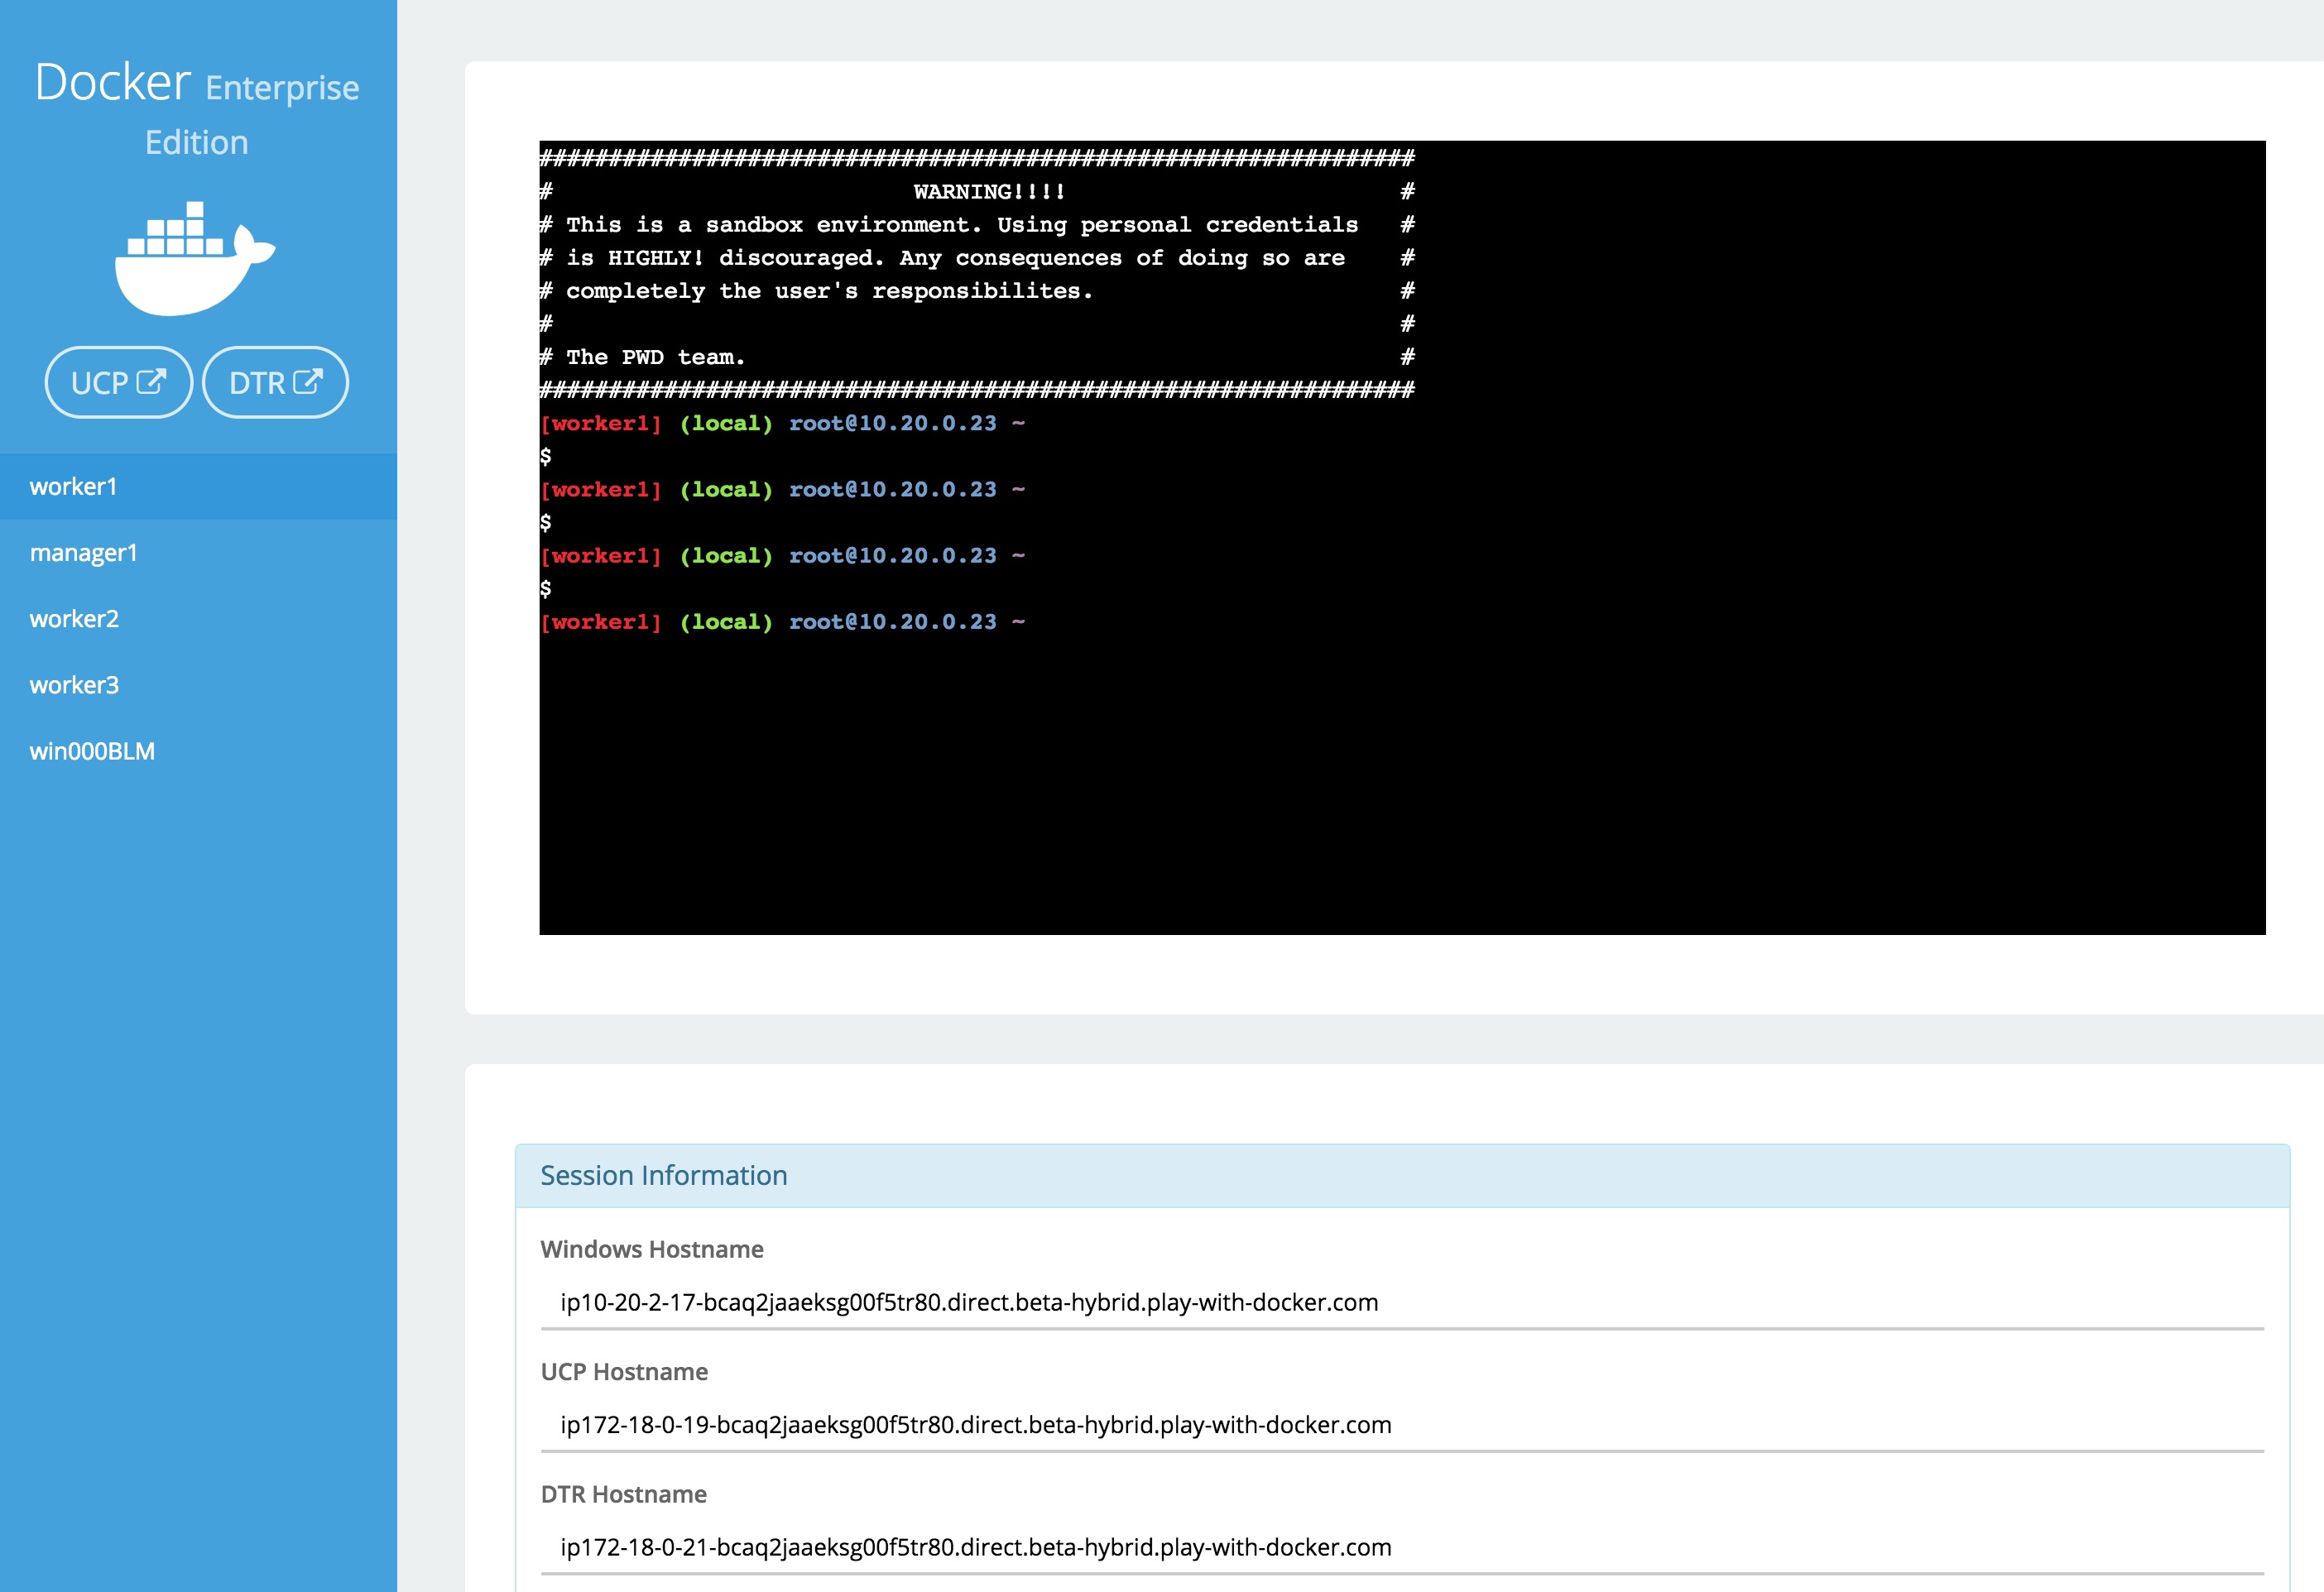 Docker Enterprise
Edition
UCP DTR
worker1
manager1
worker2
worker3
win000BLM
###############################################################
# WARNING!!!! #
# This is a sandbox environment. Using personal credentials #
# is HIGHLY! discouraged. Any consequences of doing so are #
# completely the user's responsibilites. #
# #
# The PWD team. #
###############################################################
[worker1] (local) root@10.20.0.23 ~
$
[worker1] (local) root@10.20.0.23 ~
$
[worker1] (local) root@10.20.0.23 ~
$
[worker1] (local) root@10.20.0.23 ~
Session Information
Windows Hostname
ip10-20-2-17-bcaq2jaaeksg00f5tr80.direct.beta-hybrid.play-with-docker.com
UCP Hostname
ip172-18-0-19-bcaq2jaaeksg00f5tr80.direct.beta-hybrid.play-with-docker.com
DTR Hostname
ip172-18-0-21-bcaq2jaaeksg00f5tr80.direct.beta-hybrid.play-with-docker.com